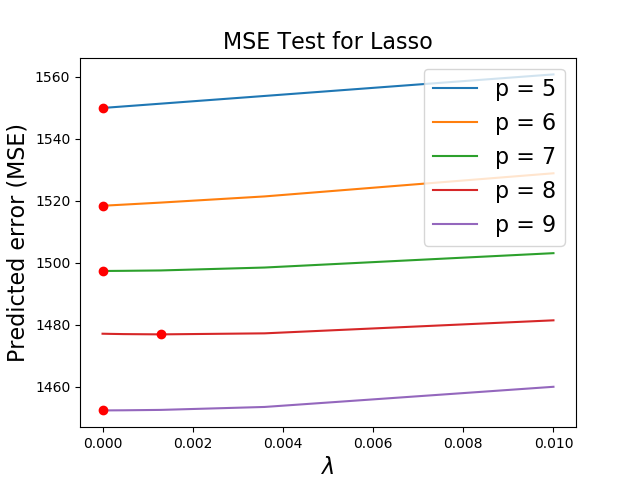 MSE Test for Lasso
Predicted error (MSE)
1560
1540
1520
1500
1480
1460
p = 5
p = 6
p = 7
p = 8
p = 9
0.000 0.002 0.004 0.006 0.008 0.010
λ